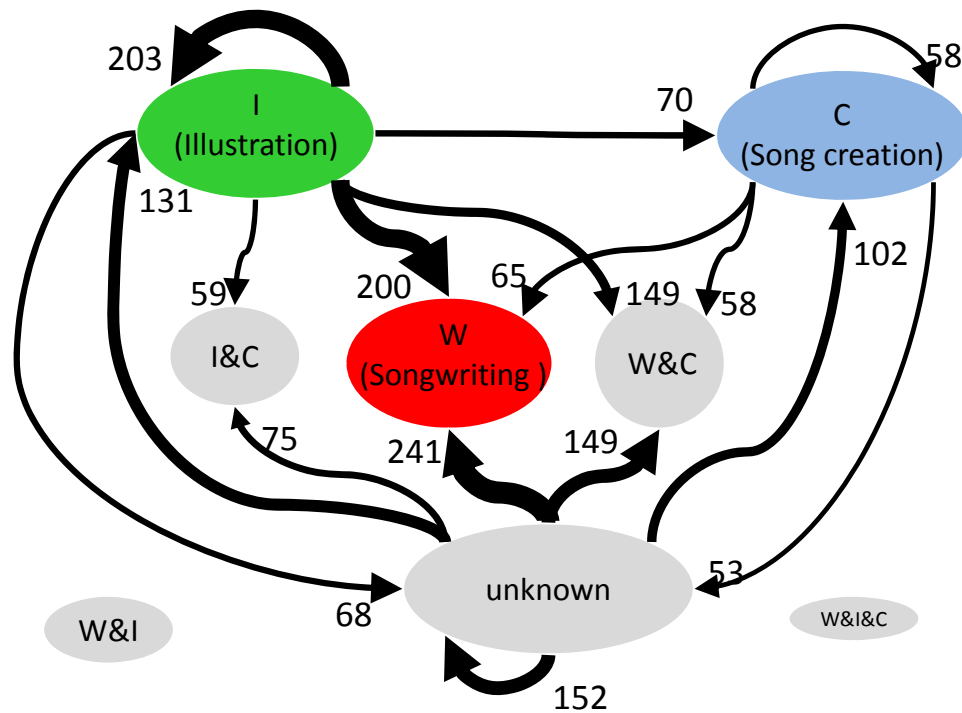 203
58
I
(Illustration)
70
C
(Song creation)
131
102
59
200
65
149
58
I&C
W
(Songwriting )
W&C
75
241
149
unknown
53
68
W&I
W&I&C
152